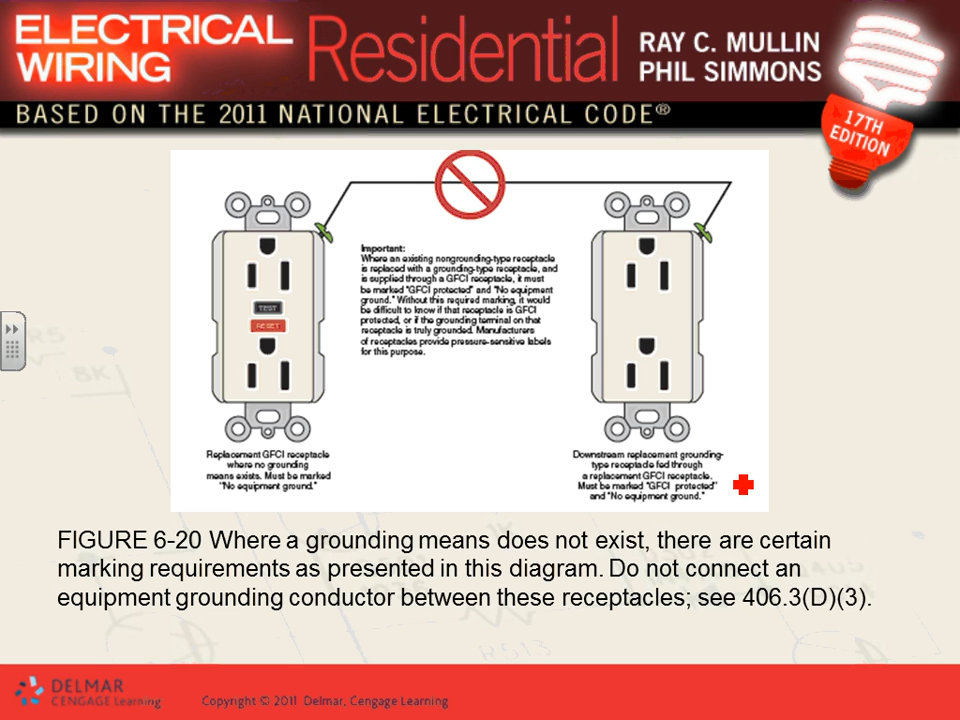 ELECTRICAL
WIRING
Residential
RAY C. MULLIN
PHIL SIMMONS
BASED ON THE 2011 NATIONAL ELECTRICAL CODE®
17TH
EDITION
Important:
Where an existing nongrounding-type receptacle
is replaced with a grounding-type receptacle, and
is supplied through a GFCI receptacle, it must
be marked "GFCI protected" and "No equipment
ground." Without this required marking, it would
be difficult to know if that receptacle is GFCI
protected, or if the grounding terminal on that
receptacle is truly grounded. Manufacturers
of receptacles provide pressure-sensitive labels
for this purpose.
TEST
RESET
Replacement GFCI receptacle
where no grounding
means exists. Must be marked
"No equipment ground."
Downstream replacement grounding-
type receptacle fed through
a replacement GFCI receptacle.
Must be marked "GFCI protected"
and "No equipment ground."
FIGURE 6-20 Where a grounding means does not exist, there are certain
marking requirements as presented in this diagram. Do not connect an
equipment grounding conductor between these receptacles; see 406.3(D)(3).
DELMAR
CENGAGE Learning
Copyright © 2011 Delmar, Cengage Learning